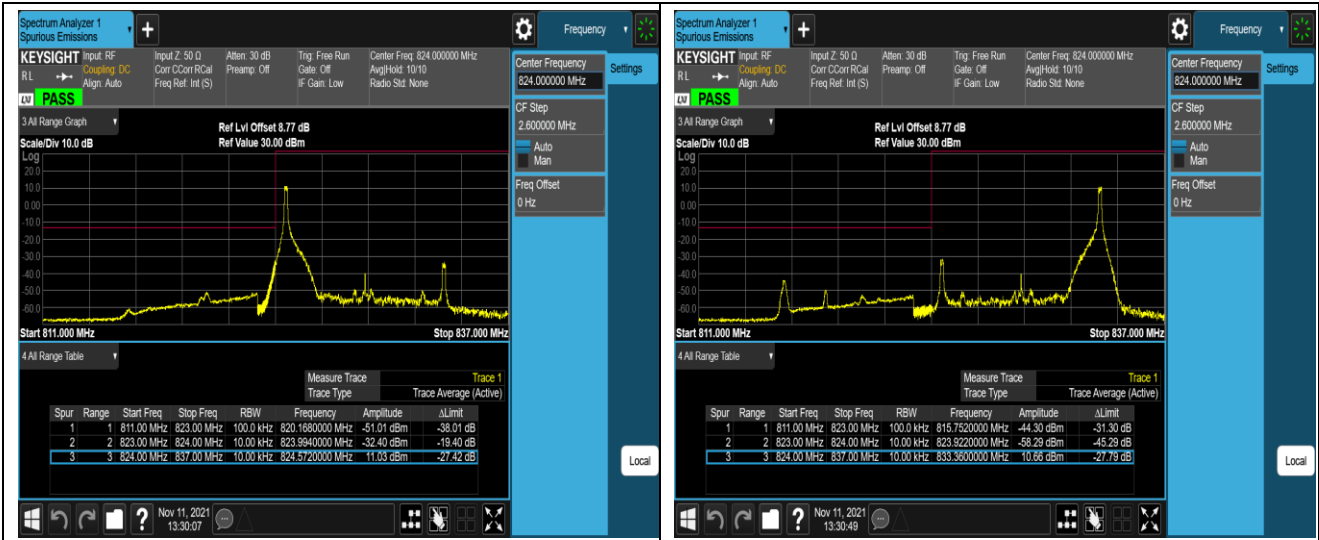 Spectrum Analyzer 1
Spurious Emissions
+
Frequency
KEYSIGHT
Input: RF
Input Z: 50 Ω
Atten: 30 dB
Trig: Free Run
Center Freq: 824.000000 MHz
RL
Coupling: DC
Corr CCorr RCal
Preamp: Off
Gate: Off
Avg|Hold: 10/10
Align: Auto
Freq Ref: Int (S)
IF Gain: Low
Radio Std: None
LXI
PASS
Center Frequency
824.000000 MHz
Settings
CF Step
2.600000 MHz
Auto
Man
Freq Offset
0 Hz
3 All Range Graph
Ref Lvl Offset 8.77 dB
Scale/Div 10.0 dB
Ref Value 30.00 dBm
Log
20.0
10.0
0.00
-10.0
-20.0
-30.0
-40.0
-50.0
-60.0
Start 811.000 MHz
Stop 837.000 MHz
4 All Range Table
Measure Trace Trace 1
Trace Type Trace Average (Active)
Spur Range Start Freq Stop Freq RBW Frequency Amplitude ΔLimit
1 1 811.00 MHz 823.00 MHz 100.0 kHz 820.1680000 MHz -51.01 dBm -38.01 dB
2 2 823.00 MHz 824.00 MHz 10.00 kHz 823.9940000 MHz -32.40 dBm -19.40 dB
3 3 824.00 MHz 837.00 MHz 10.00 kHz 824.5720000 MHz 11.03 dBm -27.42 dB
Local
?
Nov 11, 2021
13:30:07
Spectrum Analyzer 1
Spurious Emissions
+
Frequency
KEYSIGHT
Input: RF
Input Z: 50 Ω
Atten: 30 dB
Trig: Free Run
Center Freq: 824.000000 MHz
RL
Coupling: DC
Corr CCorr RCal
Preamp: Off
Gate: Off
Avg|Hold: 10/10
Align: Auto
Freq Ref: Int (S)
IF Gain: Low
Radio Std: None
LXI
PASS
Center Frequency
824.000000 MHz
Settings
CF Step
2.600000 MHz
Auto
Man
Freq Offset
0 Hz
3 All Range Graph
Ref Lvl Offset 8.77 dB
Scale/Div 10.0 dB
Ref Value 30.00 dBm
Log
20.0
10.0
0.00
-10.0
-20.0
-30.0
-40.0
-50.0
-60.0
Start 811.000 MHz
Stop 837.000 MHz
4 All Range Table
Measure Trace Trace 1
Trace Type Trace Average (Active)
Spur Range Start Freq Stop Freq RBW Frequency Amplitude ΔLimit
1 1 811.00 MHz 823.00 MHz 100.0 kHz 815.7520000 MHz -44.30 dBm -31.30 dB
2 2 823.00 MHz 824.00 MHz 10.00 kHz 823.9220000 MHz -58.29 dBm -45.29 dB
3 3 824.00 MHz 837.00 MHz 10.00 kHz 833.3600000 MHz 10.66 dBm -27.79 dB
Local
?
Nov 11, 2021
13:30:49